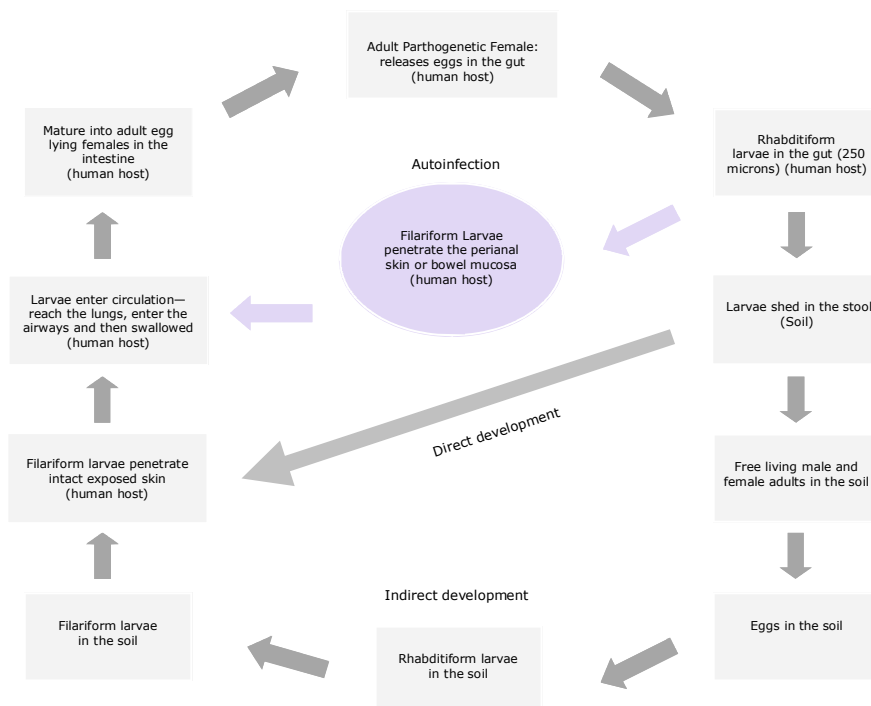 Adult Parthogenetic Female:
releases eggs in the gut
(human host)
Mature into adult egg
lying females in the
intestine
(human host)
Rhabditiform
larvae in the gut (250
microns) (human host)
Autoinfection
Filariform Larvae
penetrate the perianal
skin or bowel mucosa
(human host)
Larvae enter circulation—
reach the lungs, enter the
airways and then swallowed
(human host)
Larvae shed in the stool
(Soil)
Direct development
Filariform larvae penetrate
intact exposed skin
(human host)
Free living male and
female adults in the soil
Indirect development
Filariform larvae
in the soil
Rhabditiform larvae
in the soil
Eggs in the soil